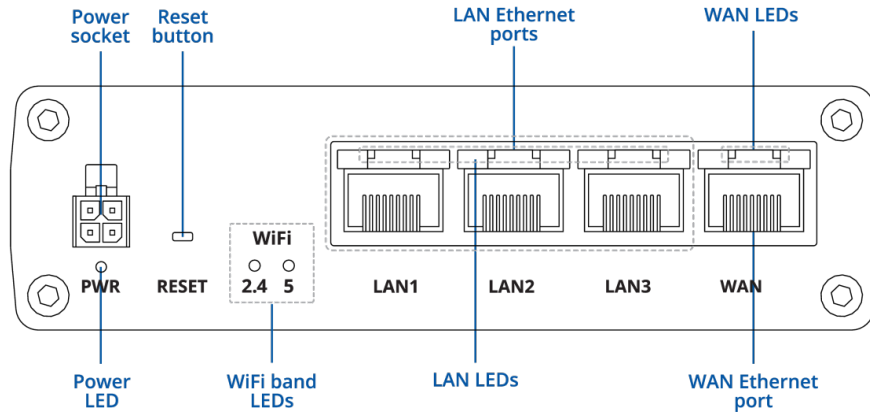 Power
socket
Reset
button
LAN Ethernet
ports
WAN LEDs
WiFi
PWR
RESET
2.4 5
LAN1
LAN2
LAN3
WAN
Power
LED
WiFi band
LEDs
LAN LEDs
WAN Ethernet
port